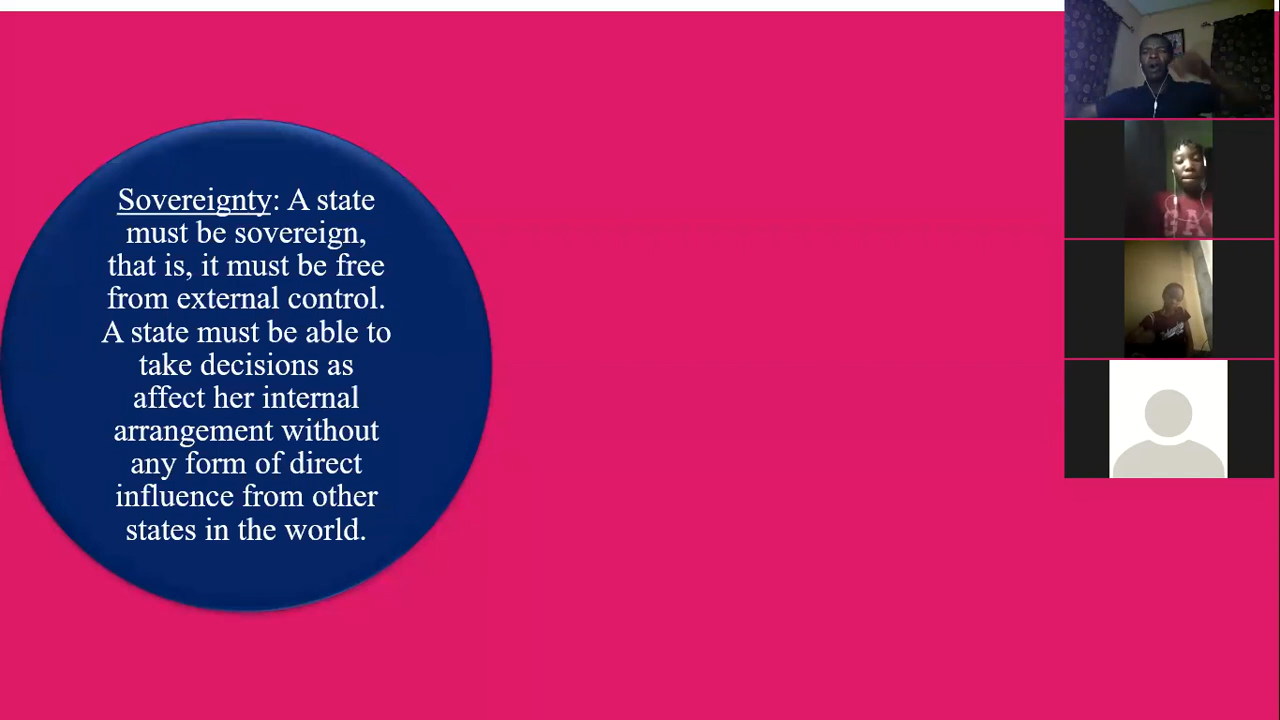 Sovereignty: A state
must be sovereign,
that is, it must be free
from external control.
A state must be able to
take decisions as
affect her internal
arrangement without
any form of direct
influence from other
states in the world.